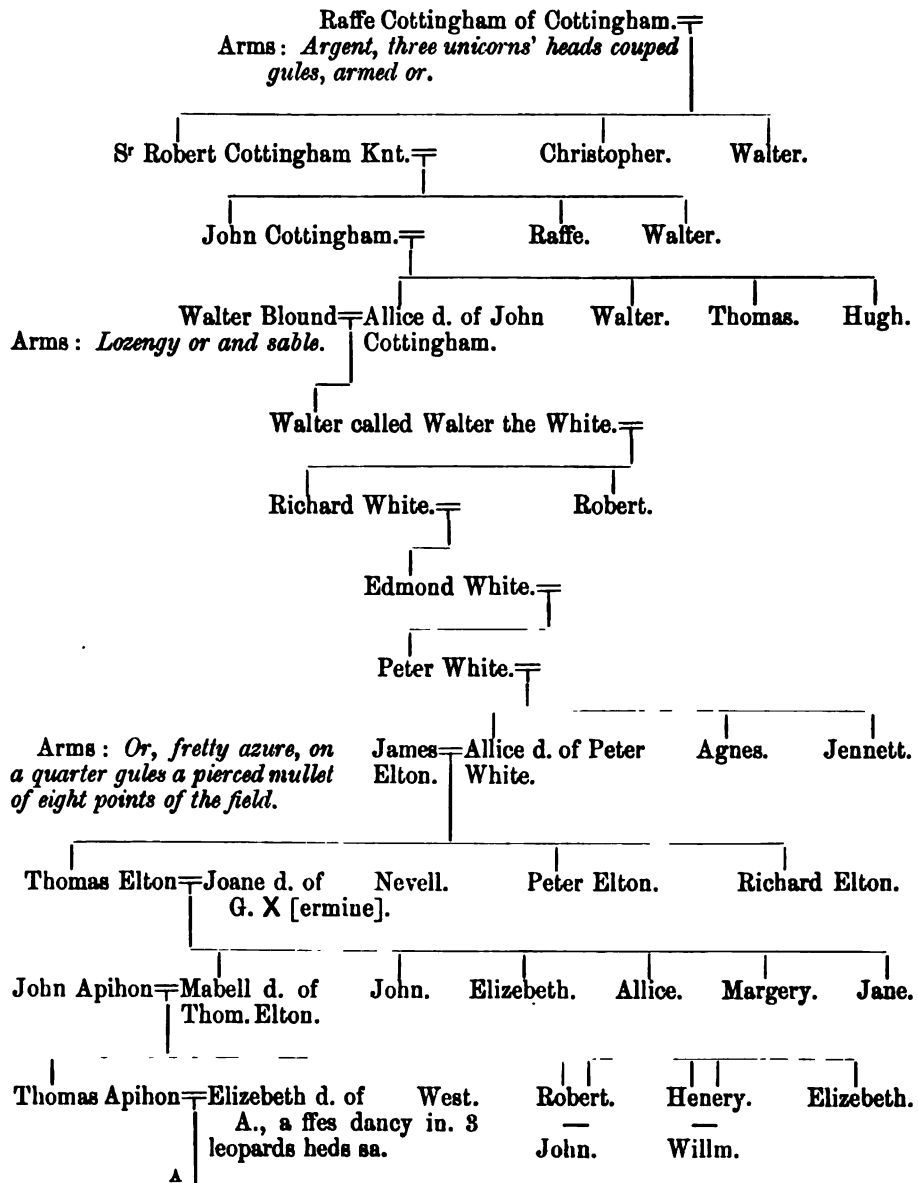 Raffe Cottingham of Cottingham.
Arms: Argent, three unicorns' heads couped
gules, armed or.
Sr Robert Cottingham Knt. Christopher. Walter.
John Cottingham. Raffe. Walter.
Walter Blound Allice d. of John Walter. Thomas. Hugh.
Arms: Lozengy or and sable. Cottingham.
Walter called Walter the White.
Richard White. Robert.
Edmond White.
Peter White.
Arms: Or, fretty azure, on James Allice d. of Peter Agnes. Jennett.
a quarter gules a pierced mullet Elton. White.
of eight points of the field.
Thomas Elton Joane d. of Nevell. Peter Elton. Richard Elton.
G. X [ermine].
John Apihon Mabell d. of John. Elizebeth. Allice. Margery. Jane.
Thom. Elton.
Thomas Apihon Elizebeth d. of West. Robert. Henery. Elizebeth.
A., a ffes dancy in. 3
leopards heds sa. John. Willm.
A